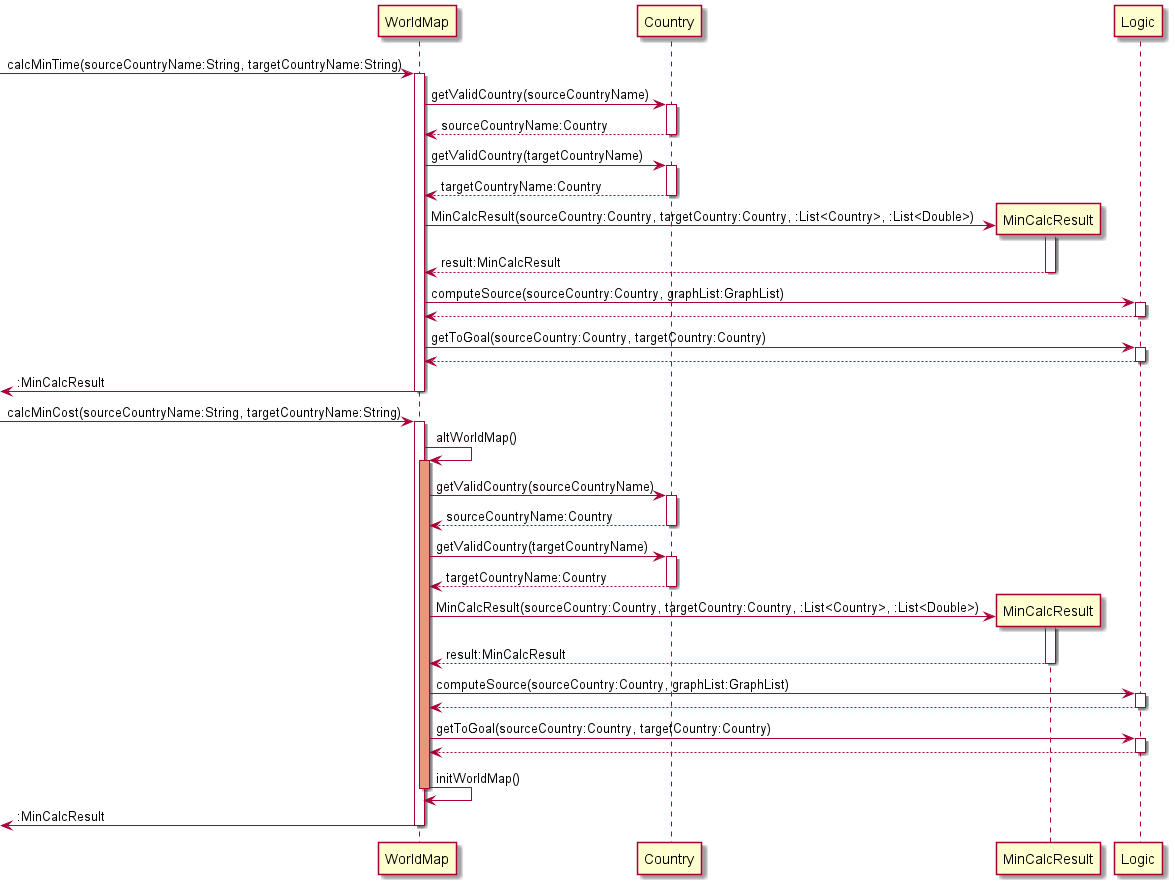 WorldMap
Country
Logic
calcMinTime(sourceCountryName:String, targetCountryName:String)
getValidCountry(sourceCountryName)
sourceCountryName:Country
getValidCountry(targetCountryName)
targetCountryName:Country
MinCalcResult(sourceCountry:Country, targetCountry:Country, :List<Country>, :List<Double>)
MinCalcResult
result:MinCalcResult
computeSource(sourceCountry:Country, graphList:GraphList)
getToGoal(sourceCountry:Country, targetCountry:Country)
:MinCalcResult
calcMinCost(sourceCountryName:String, targetCountryName:String)
altWorldMap()
getValidCountry(sourceCountryName)
sourceCountryName:Country
getValidCountry(targetCountryName)
targetCountryName:Country
MinCalcResult(sourceCountry:Country, targetCountry:Country, :List<Country>, :List<Double>)
MinCalcResult
result:MinCalcResult
computeSource(sourceCountry:Country, graphList:GraphList)
getToGoal(sourceCountry:Country, targetCountry:Country)
initWorldMap()
:MinCalcResult
WorldMap
Country
MinCalcResult
Logic